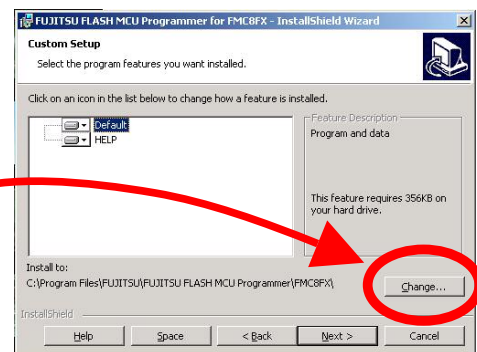 FUJITSU FLASH MCU Programmer for FMC8FX - InstallShield Wizard
Custom Setup
Select the program features you want installed.
Click on an icon in the list below to change how a feature is installed.
Default
HELP
Feature Description
Program and data
This feature requires 356KB on
your hard drive.
Install to:
C:\Program Files\FUJITSU\FUJITSU FLASH MCU Programmer\FMC8FX\
Change...
InstallShield
Help
Space
< Back
Next >
Cancel